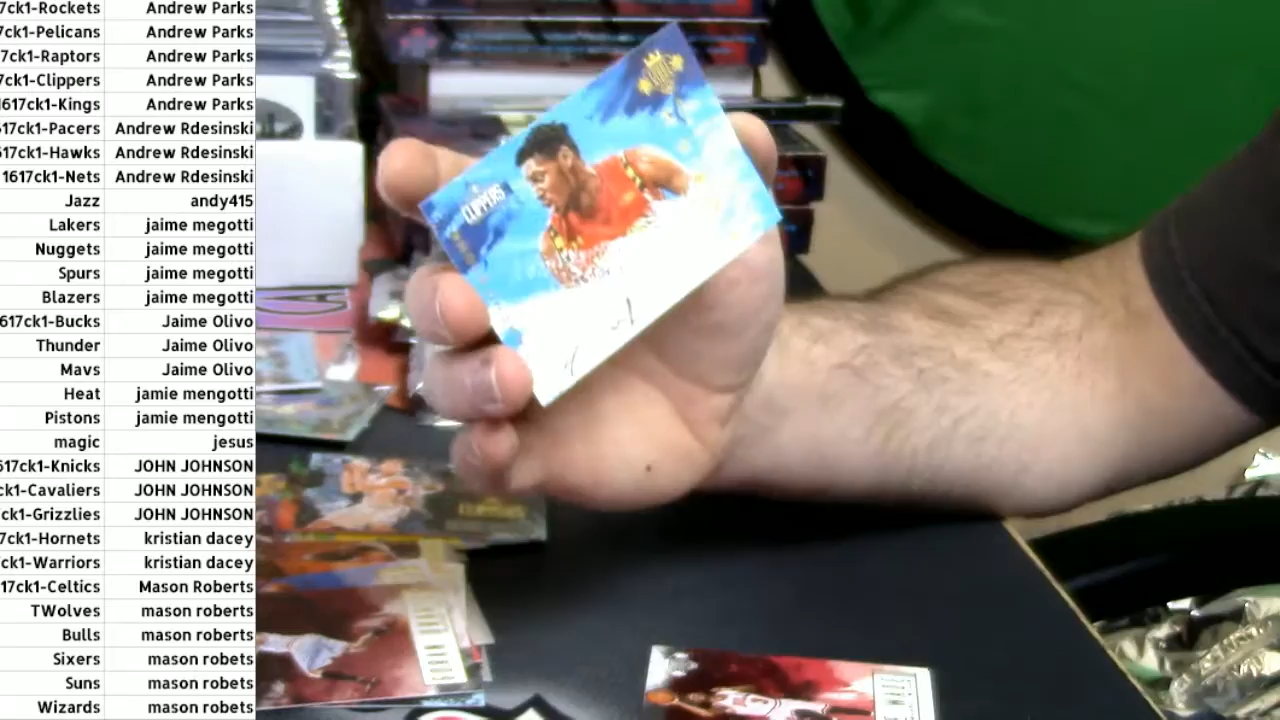 7ck1-Rockets Andrew Parks
7ck1-Pelicans Andrew Parks
7ck1-Raptors Andrew Parks
7ck1-Clippers Andrew Parks
1617ck1-Kings Andrew Parks
617ck1-Pacers Andrew Rdesinski
617ck1-Hawks Andrew Rdesinski
1617ck1-Nets Andrew Rdesinski
Jazz andy415
Lakers jaime megotti
Nuggets jaime megotti
Spurs jaime megotti
Blazers jaime megotti
617ck1-Bucks Jaime Olivo
Thunder Jaime Olivo
Mavs Jaime Olivo
Heat jamie mengotti
Pistons jamie mengotti
magic jesus
617ck1-Knicks JOHN JOHNSON
ck1-Cavaliers JOHN JOHNSON
ck1-Grizzlies JOHN JOHNSON
7ck1-Hornets kristian dacey
ck1-Warriors kristian dacey
17ck1-Celtics Mason Roberts
TWolves mason roberts
Bulls mason roberts
Sixers mason robets
Suns mason robets
Wizards mason robets
CLIPPERS
CLIPPERS